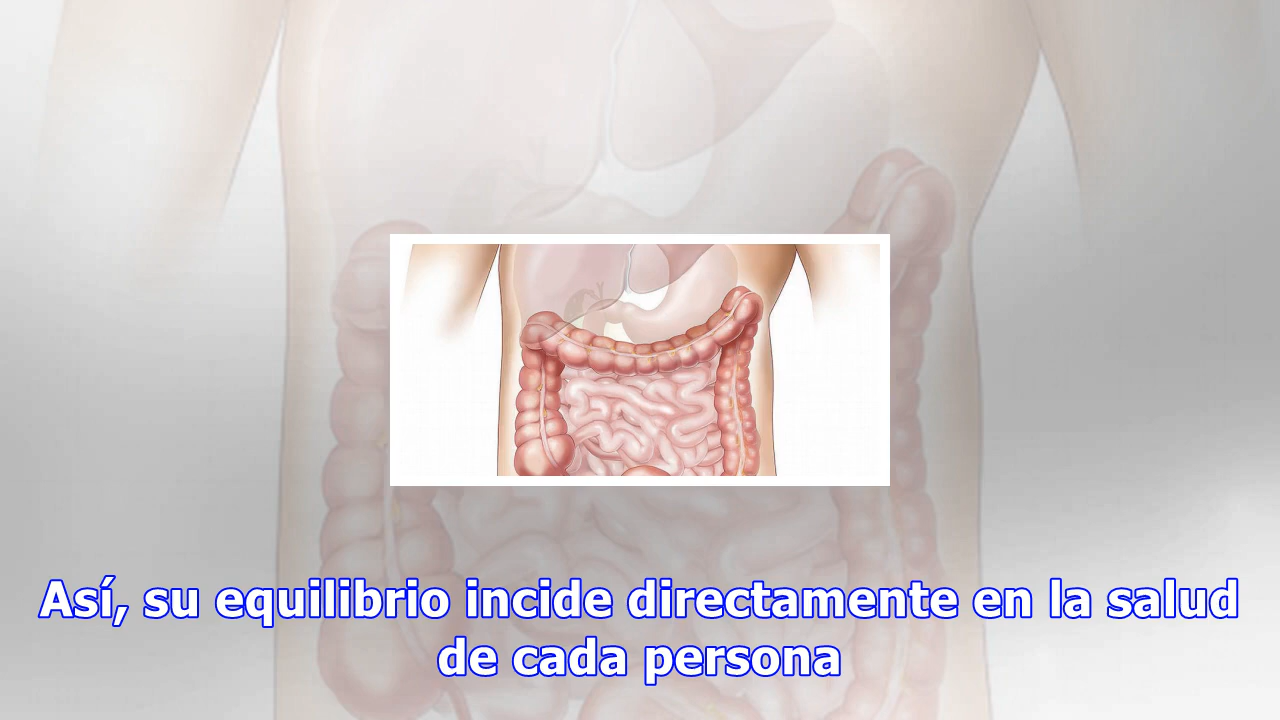 Así, su equilibrio incide directamente en la salud
de cada persona